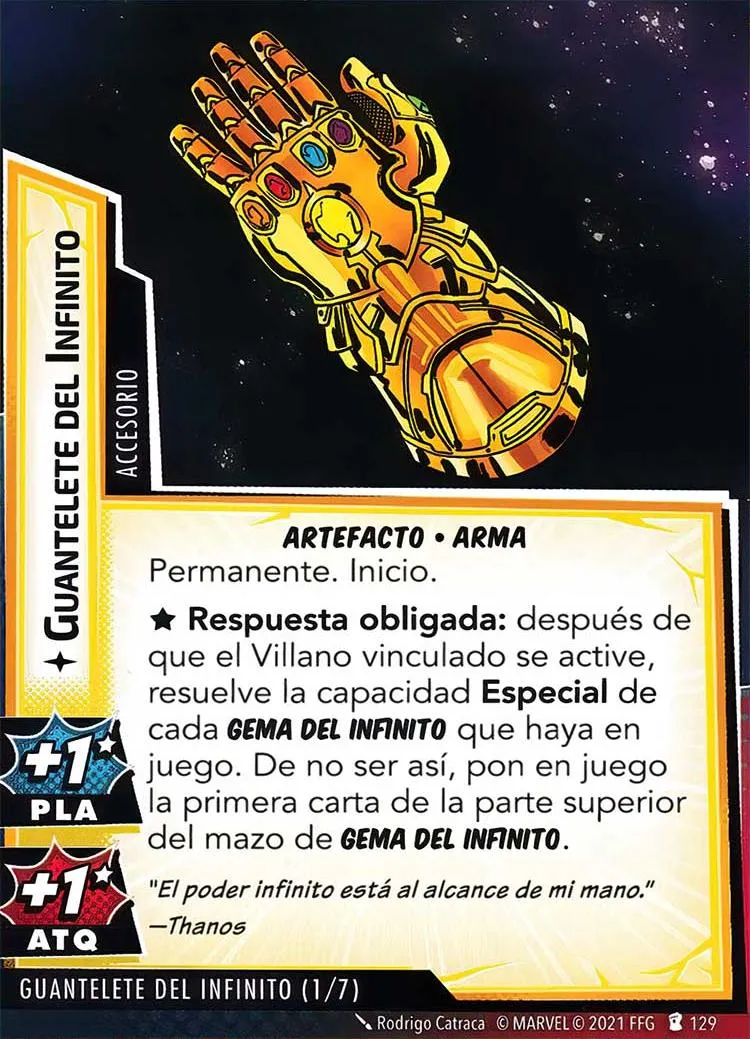 GUANTELETE DEL INFINITO
ACCESORIO
ARTEFACTO • ARMA
Permanente. Inicio.
★ Respuesta obligada: después de
que el Villano vinculado se active,
resuelve la capacidad Especial de
cada GEMA DEL INFINITO que haya en
juego. De no ser así, pon en juego
la primera carta de la parte superior
del mazo de GEMA DEL INFINITO.
"El poder infinito está al alcance de mi mano."
—Thanos
+1★
PLA
+1★
ATQ
GUANTELETE DEL INFINITO (1/7)
Rodrigo Catraca © MARVEL © 2021 FFG 129